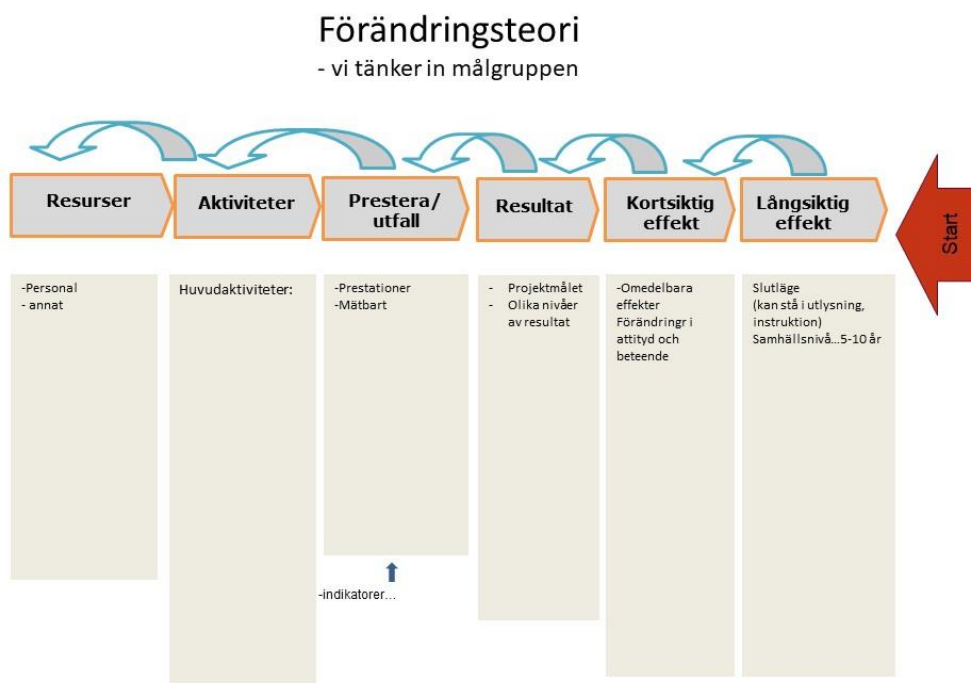 Förändringsteori
- vi tänker in målgruppen
Resurser
Aktiviteter
Prestera/
utfall
Resultat
Kortsiktig
effekt
Långsiktig
effekt
Start
-Personal
- annat
Huvudaktiviteter:
-Prestationer
-Mätbart
- Projektmålet
- Olika nivåer
av resultat
-Omedelbara
effekter
Förändringr i
attityd och
beteende
Slutläge
(kan stå i utlysning,
instruktion)
Samhällsnivå...5-10 år
-indikatorer...